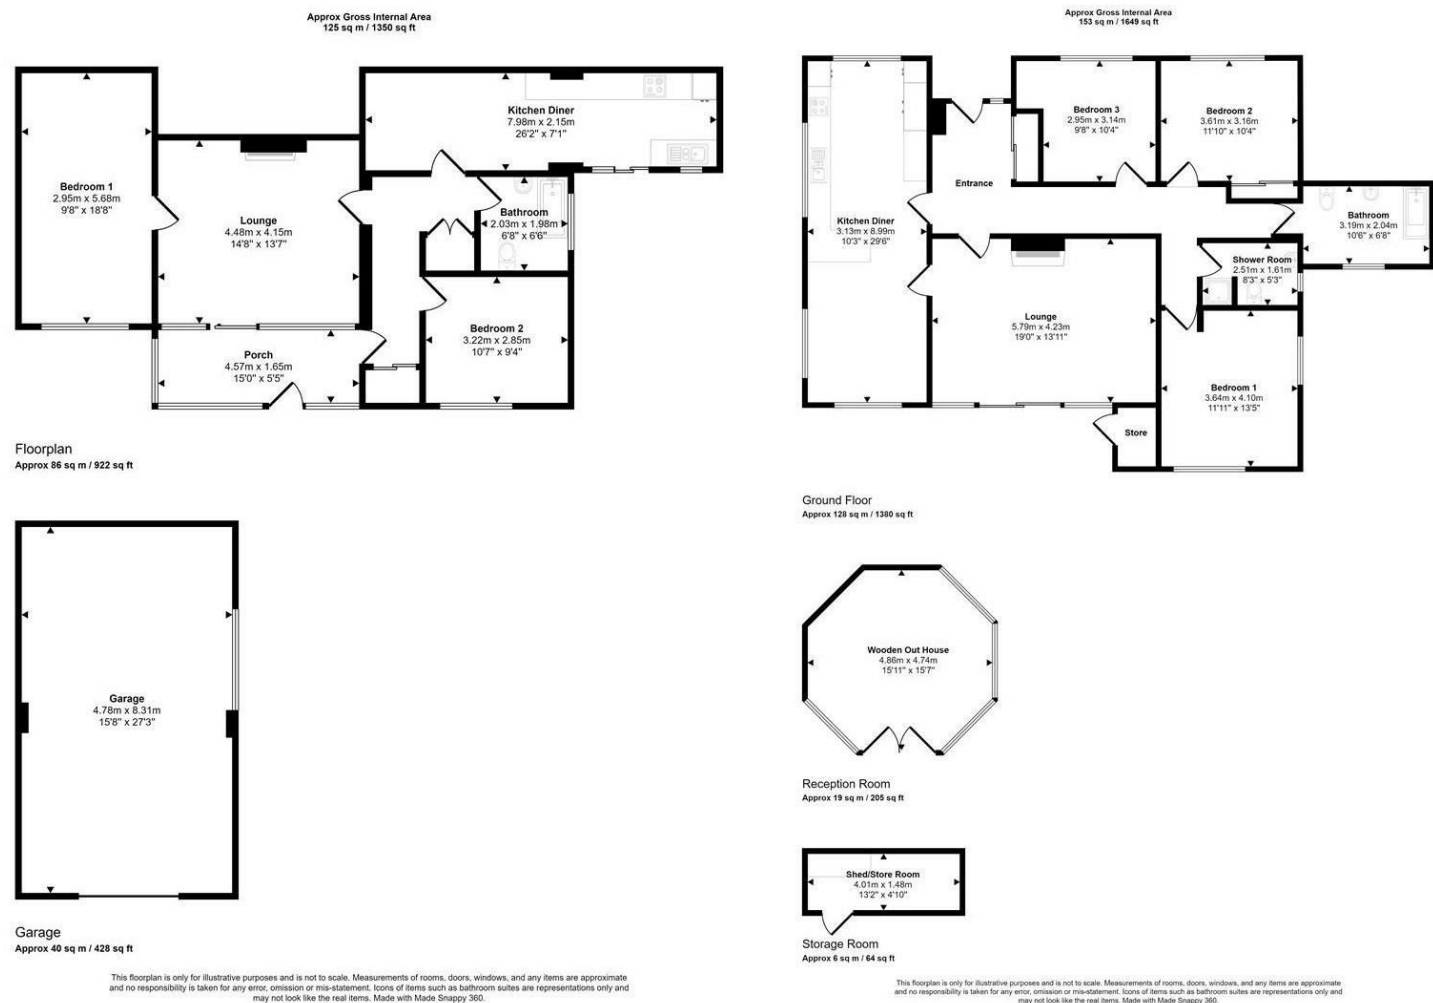 Approx Gross Internal Area
125 sq m / 1350 sq ft
Kitchen Diner
7.98m x 2.15m
26'2" x 7'1"
Bedroom 1
2.95m x 5.68m
9'8" x 18'8"
Lounge
4.48m x 4.15m
14'8" x 13'7"
Bathroom
2.03m x 1.98m
6'8" x 6'6"
Bedroom 2
3.22m x 2.85m
10'7" x 9'4"
Porch
4.57m x 1.65m
15'0" x 5'5"
Floorplan
Approx 86 sq m / 922 sq ft
Garage
4.78m x 8.31m
15'8" x 27'3"
Garage
Approx 40 sq m / 428 sq ft
This floorplan is only for illustrative purposes and is not to scale. Measurements of rooms, doors, windows, and any items are approximate
and no responsibility is taken for any error, omission or mis-statement. Icons of items such as bathroom suites are representations only and
may not look like the real items. Made with Made Snappy 360.
Approx Gross Internal Area
153 sq m / 1649 sq ft
Bedroom 3
2.95m x 3.14m
9'8" x 10'4"
Bedroom 2
3.61m x 3.16m
11'10" x 10'4"
Entrance
Kitchen Diner
3.13m x 8.99m
10'3" x 29'6"
Bathroom
3.19m x 2.04m
10'6" x 6'8"
Shower Room
2.51m x 1.61m
8'3" x 5'3"
Lounge
5.79m x 4.23m
19'0" x 13'11"
Bedroom 1
3.64m x 4.10m
11'11" x 13'5"
Store
Ground Floor
Approx 128 sq m / 1380 sq ft
Wooden Out House
4.86m x 4.74m
15'11" x 15'7"
Reception Room
Approx 19 sq m / 205 sq ft
Shed/Store Room
4.01m x 1.48m
13'2" x 4'10"
Storage Room
Approx 6 sq m / 64 sq ft
This floorplan is only for illustrative purposes and is not to scale. Measurements of rooms, doors, windows, and any items are approximate
and no responsibility is taken for any error, omission or mis-statement. Icons of items such as bathroom suites are representations only and
may not look like the real items. Made with Made Snappy 360.